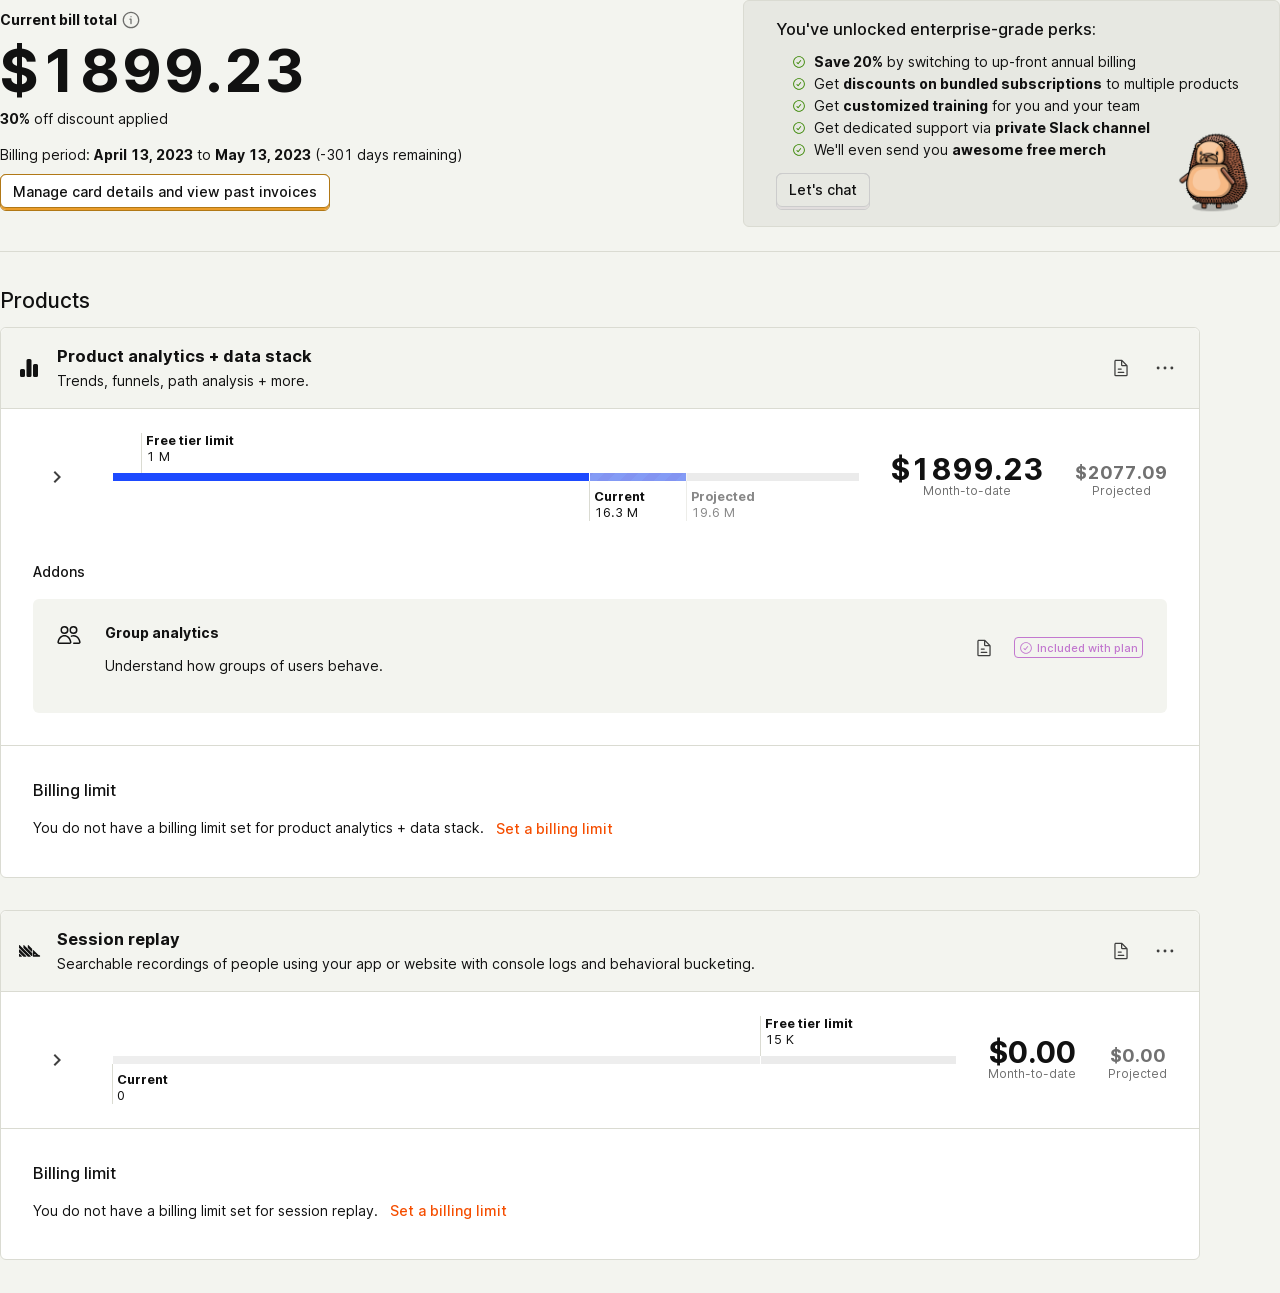 Current bill total
$1899.23
30% off discount applied
Billing period: April 13, 2023 to May 13, 2023 (-301 days remaining)
Manage card details and view past invoices
You've unlocked enterprise-grade perks:
Save 20% by switching to up-front annual billing
Get discounts on bundled subscriptions to multiple products
Get customized training for you and your team
Get dedicated support via private Slack channel
We'll even send you awesome free merch
Let's chat
Products
Product analytics + data stack
Trends, funnels, path analysis + more.
Free tier limit
1 M
Current
16.3 M
Projected
19.6 M
$1899.23
Month-to-date
$2077.09
Projected
Addons
Group analytics
Understand how groups of users behave.
Included with plan
Billing limit
You do not have a billing limit set for product analytics + data stack. Set a billing limit
Session replay
Searchable recordings of people using your app or website with console logs and behavioral bucketing.
Free tier limit
15 K
Current
0
$0.00
Month-to-date
$0.00
Projected
Billing limit
You do not have a billing limit set for session replay. Set a billing limit